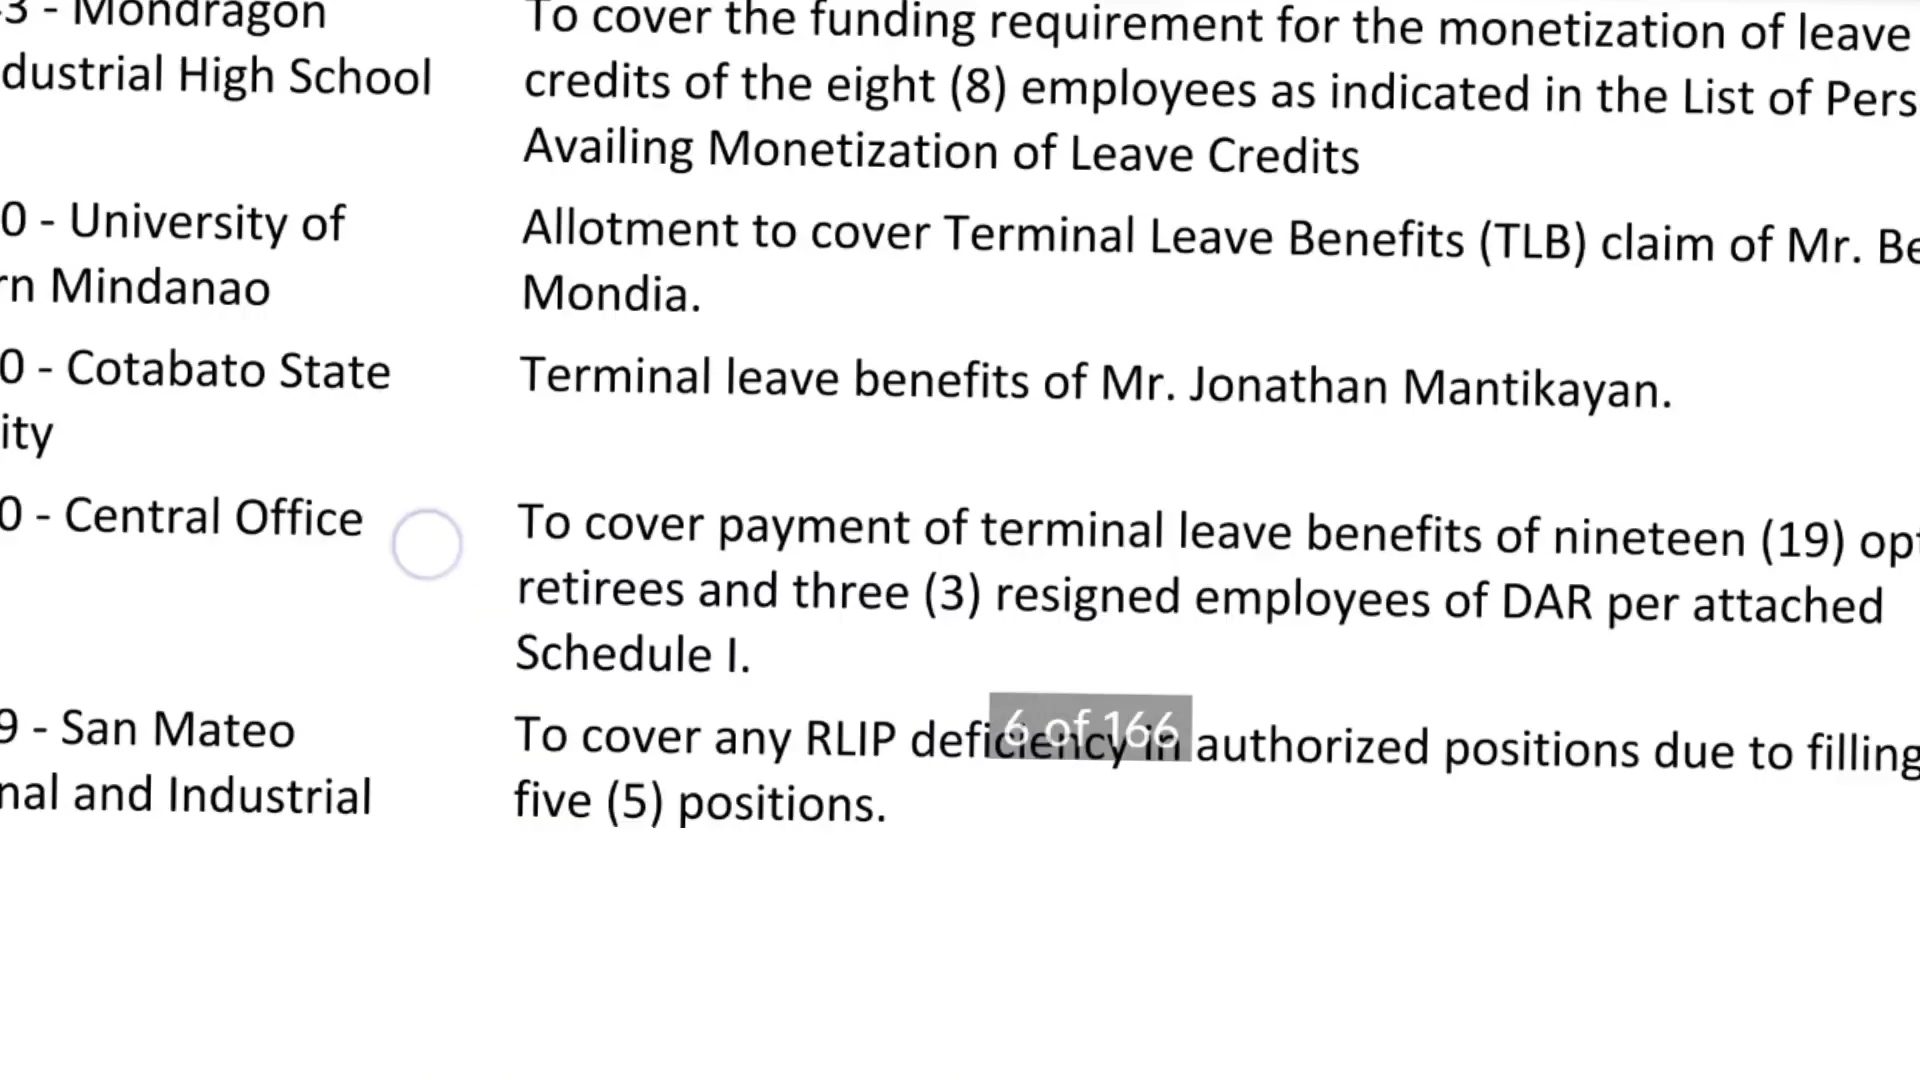 3 - Mondragon
dustrial High School
To cover the funding requirement for the monetization of leave
credits of the eight (8) employees as indicated in the List of Pers
Availing Monetization of Leave Credits
0 - University of
rn Mindanao
Allotment to cover Terminal Leave Benefits (TLB) claim of Mr. Be
Mondia.
0 - Cotabato State
ity
Terminal leave benefits of Mr. Jonathan Mantikayan.
0 - Central Office
To cover payment of terminal leave benefits of nineteen (19) opt
retirees and three (3) resigned employees of DAR per attached
Schedule I.
9 - San Mateo
nal and Industrial
To cover any RLIP deficiency in authorized positions due to filling
five (5) positions.
6 of 166